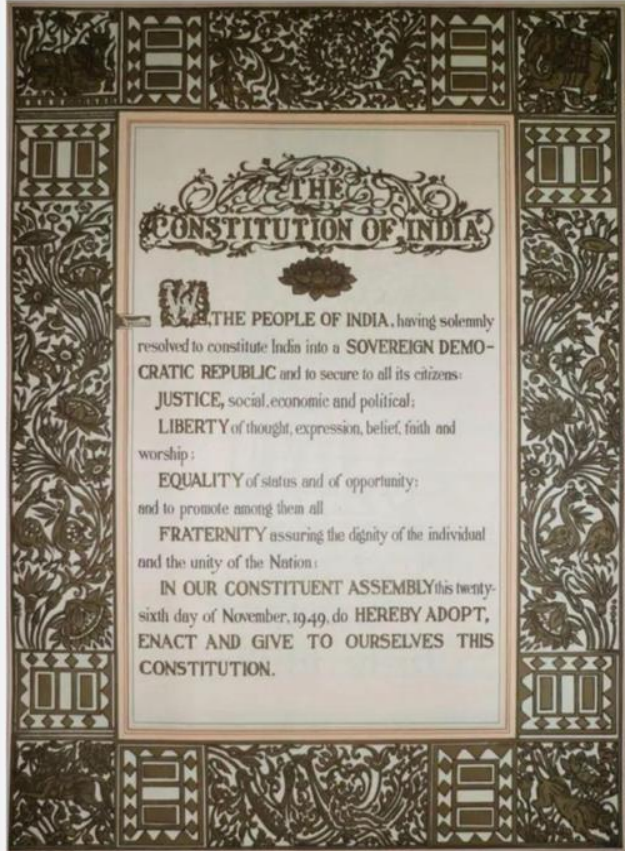 THE
CONSTITUTION OF INDIA
WE, THE PEOPLE OF INDIA, having solemnly
resolved to constitute India into a SOVEREIGN DEMO-
CRATIC REPUBLIC and to secure to all its citizens:
JUSTICE, social, economic and political;
LIBERTY of thought, expression, belief, faith and
worship;
EQUALITY of status and of opportunity;
and to promote among them all
FRATERNITY assuring the dignity of the individual
and the unity of the Nation;
IN OUR CONSTITUENT ASSEMBLY this twenty-
sixth day of November, 1949, do HEREBY ADOPT,
ENACT AND GIVE TO OURSELVES THIS
CONSTITUTION.